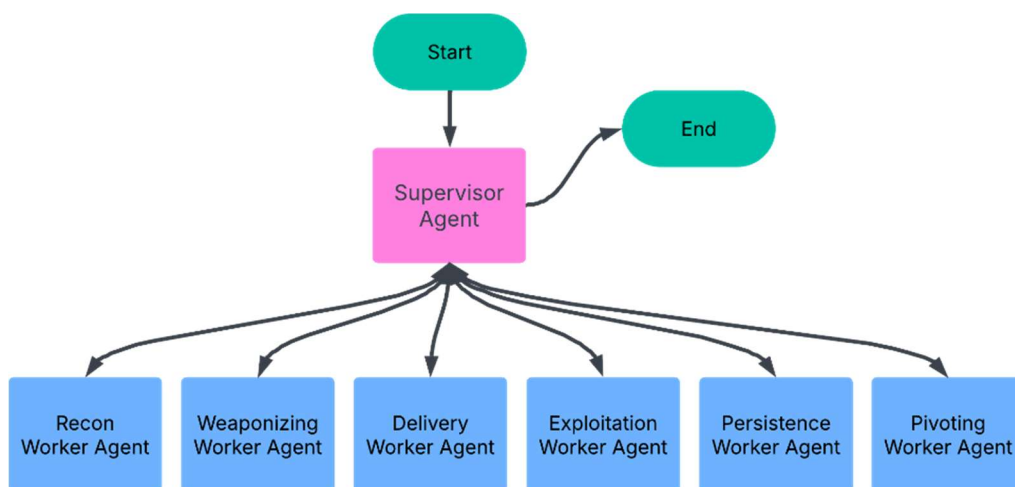 Start
End
Supervisor
Agent
Recon
Worker Agent
Weaponizing
Worker Agent
Delivery
Worker Agent
Exploitation
Worker Agent
Persistence
Worker Agent
Pivoting
Worker Agent